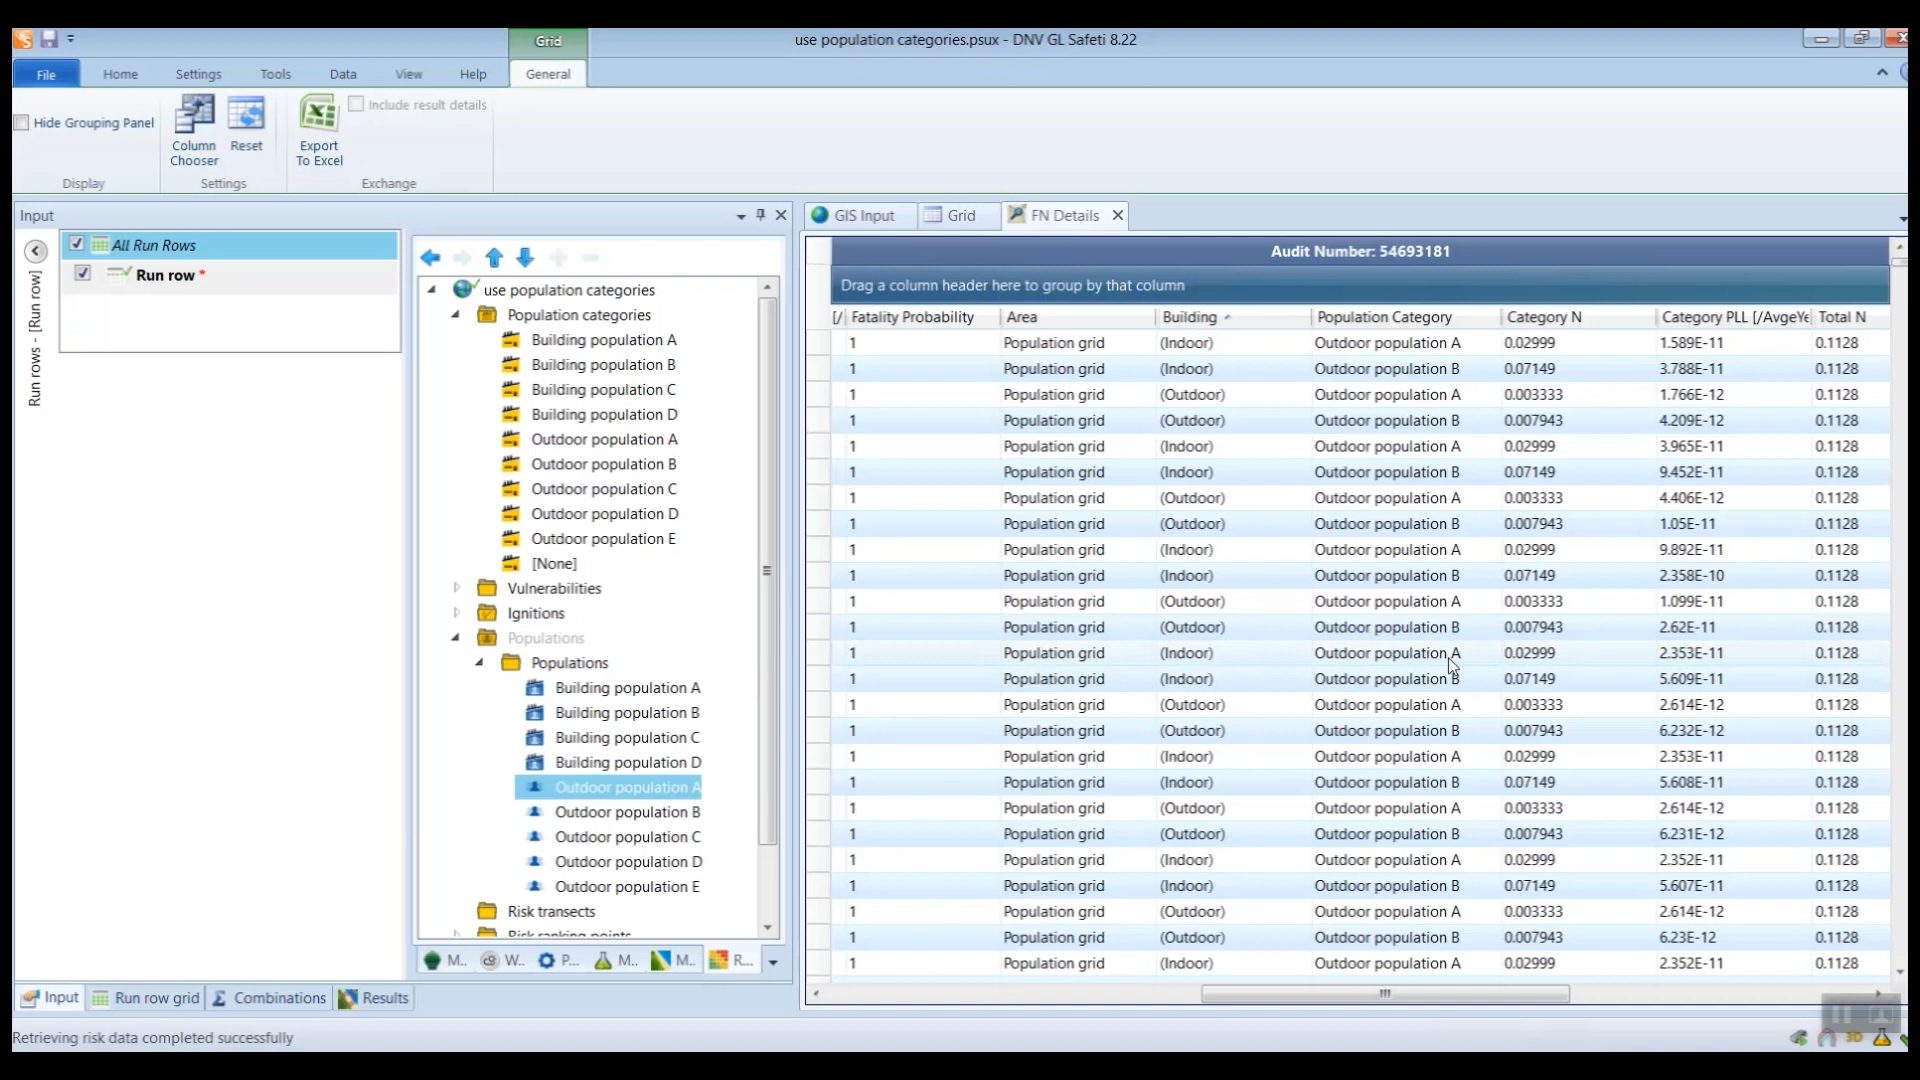 use population categories.psux - DNV GL Safeti 8.22
Grid
File Home Settings Tools Data View Help General
Hide Grouping Panel
Display
Column Chooser
Reset
Settings
Export To Excel
Include result details
Exchange
Input
Run rows - [Run row]
All Run Rows
Run row *
use population categories
Population categories
Building population A
Building population B
Building population C
Building population D
Outdoor population A
Outdoor population B
Outdoor population C
Outdoor population D
Outdoor population E
[None]
Vulnerabilities
Ignitions
Populations
Populations
Building population A
Building population B
Building population C
Building population D
Outdoor population A
Outdoor population B
Outdoor population C
Outdoor population D
Outdoor population E
Risk transects
Risk ranking points
M.. W.. P... M.. M.. R...
Input Run row grid Σ Combinations Results
GIS Input Grid FN Details
Audit Number: 54693181
Drag a column header here to group by that column
[/ Fatality Probability Area Building Population Category Category N Category PLL [/AvgeYe Total N
1 Population grid (Indoor) Outdoor population A 0.02999 1.589E-11 0.1128
1 Population grid (Indoor) Outdoor population B 0.07149 3.788E-11 0.1128
1 Population grid (Outdoor) Outdoor population A 0.003333 1.766E-12 0.1128
1 Population grid (Outdoor) Outdoor population B 0.007943 4.209E-12 0.1128
1 Population grid (Indoor) Outdoor population A 0.02999 3.965E-11 0.1128
1 Population grid (Indoor) Outdoor population B 0.07149 9.452E-11 0.1128
1 Population grid (Outdoor) Outdoor population A 0.003333 4.406E-12 0.1128
1 Population grid (Outdoor) Outdoor population B 0.007943 1.05E-11 0.1128
1 Population grid (Indoor) Outdoor population A 0.02999 9.892E-11 0.1128
1 Population grid (Indoor) Outdoor population B 0.07149 2.358E-10 0.1128
1 Population grid (Outdoor) Outdoor population A 0.003333 1.099E-11 0.1128
1 Population grid (Outdoor) Outdoor population B 0.007943 2.62E-11 0.1128
1 Population grid (Indoor) Outdoor population A 0.02999 2.353E-11 0.1128
1 Population grid (Indoor) Outdoor population B 0.07149 5.609E-11 0.1128
1 Population grid (Outdoor) Outdoor population A 0.003333 2.614E-12 0.1128
1 Population grid (Outdoor) Outdoor population B 0.007943 6.232E-12 0.1128
1 Population grid (Indoor) Outdoor population A 0.02999 2.353E-11 0.1128
1 Population grid (Indoor) Outdoor population B 0.07149 5.608E-11 0.1128
1 Population grid (Outdoor) Outdoor population A 0.003333 2.614E-12 0.1128
1 Population grid (Outdoor) Outdoor population B 0.007943 6.231E-12 0.1128
1 Population grid (Indoor) Outdoor population A 0.02999 2.352E-11 0.1128
1 Population grid (Indoor) Outdoor population B 0.07149 5.607E-11 0.1128
1 Population grid (Outdoor) Outdoor population A 0.003333 2.614E-12 0.1128
1 Population grid (Outdoor) Outdoor population B 0.007943 6.23E-12 0.1128
1 Population grid (Indoor) Outdoor population A 0.02999 2.352E-11 0.1128
Retrieving risk data completed successfully
3D